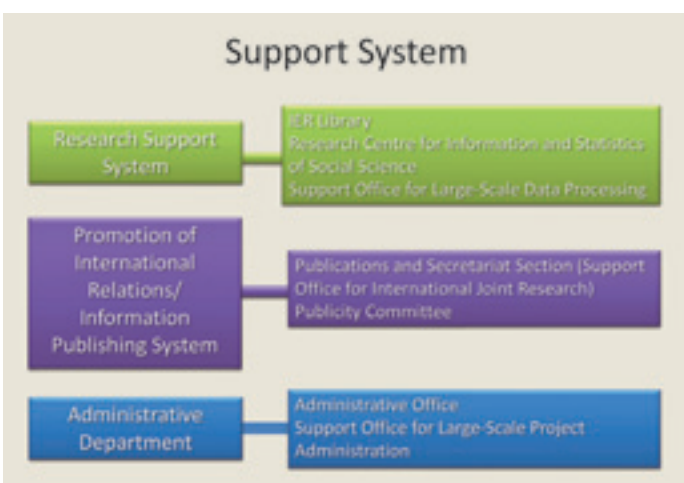 Support System
Research Support
System
IER Library
Research Centre for Information and Statistics
of Social Science
Support Office for Large-Scale Data Processing
Promotion of
International
Relations/
Information
Publishing System
Publications and Secretariat Section (Support
Office for International Joint Research)
Publicity Committee
Administrative
Department
Administrative Office
Support Office for Large-Scale Project
Administration